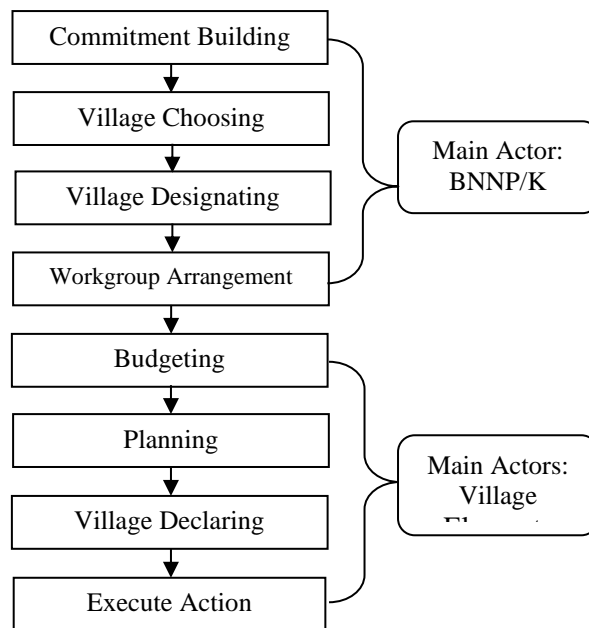 Commitment Building
Village Choosing
Village Designating
Workgroup Arrangement
Budgeting
Planning
Village Declaring
Execute Action
Main Actor:
BNNP/K
Main Actors:
Village